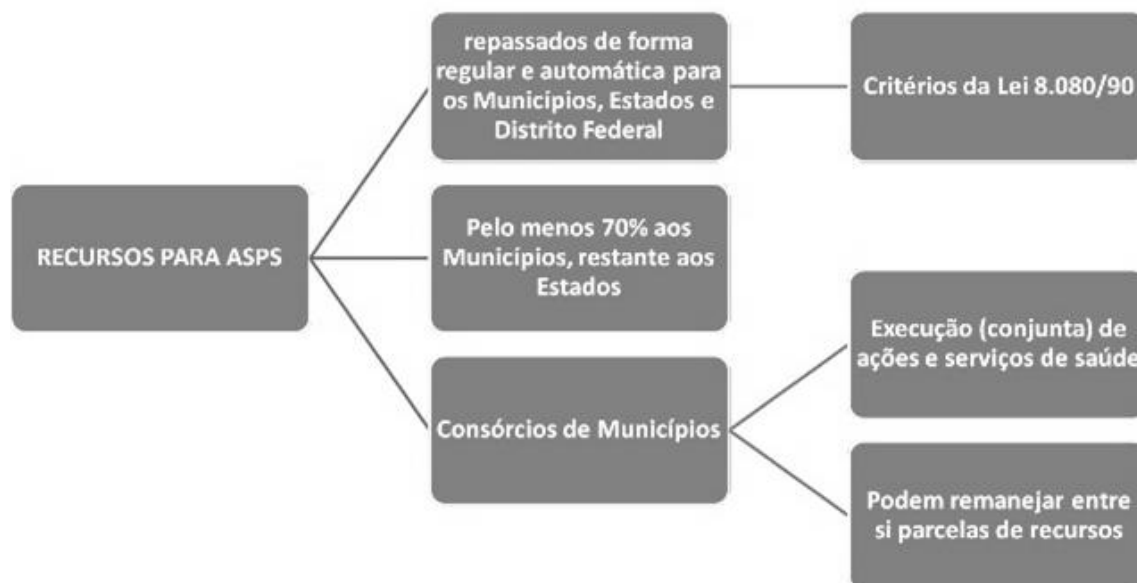 repassados de forma
regular e automática para
os Municípios, Estados e
Distrito Federal
Critérios da Lei 8.080/90
RECURSOS PARA ASPS
Pelo menos 70% aos
Municípios, restante aos
Estados
Consórcios de Municípios
Execução (conjunta) de
ações e serviços de saúde
Podem remanejar entre
si parcelas de recursos